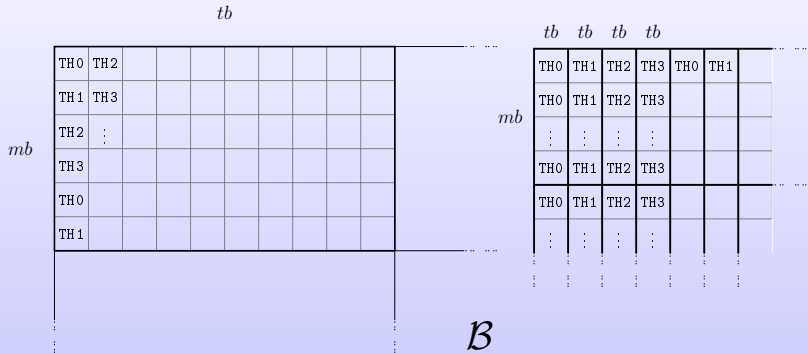 tb
mb
TH0 TH2
TH1 TH3
TH2 ⋮
TH3
TH0
TH1
tb tb tb tb
mb
TH0 TH1 TH2 TH3 TH0 TH1
TH0 TH1 TH2 TH3
⋮ ⋮ ⋮ ⋮
TH0 TH1 TH2 TH3
TH0 TH1 TH2 TH3
⋮ ⋮ ⋮ ⋮
ℬ